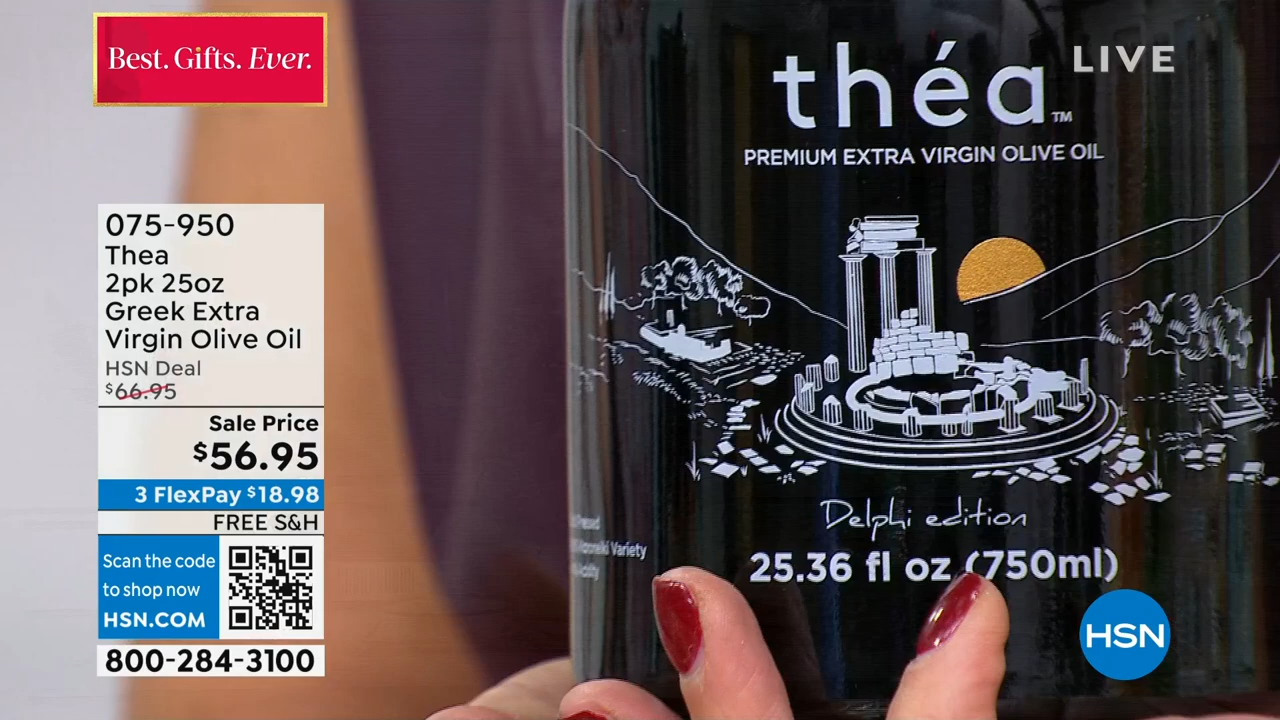 Best. Gifts. Ever.
LIVE
075-950
Thea
2pk 25oz
Greek Extra
Virgin Olive Oil
HSN Deal
$66.95
Sale Price
$56.95
3 FlexPay $18.98
FREE S&H
Scan the code
to shop now
HSN.COM
800-284-3100
théa™
PREMIUM EXTRA VIRGIN OLIVE OIL
Delphi edition
Variety
25.36 fl oz (750ml)
HSN